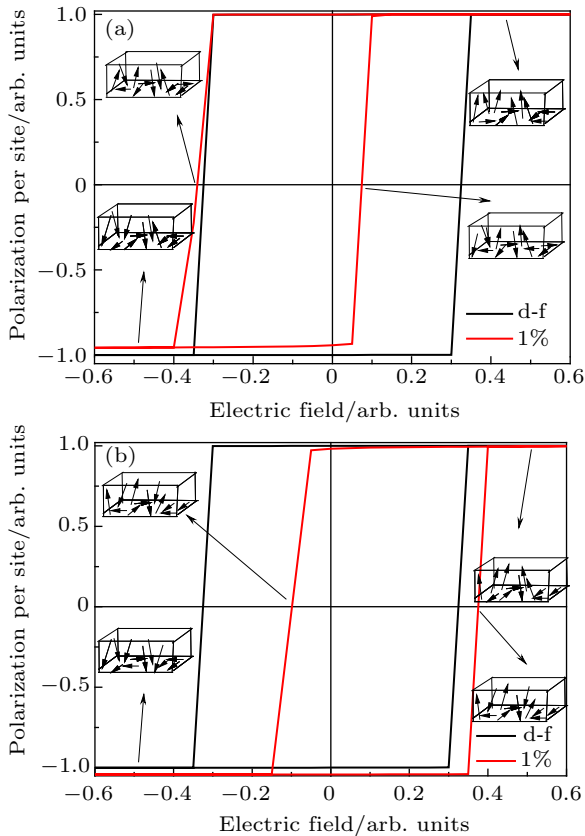 (a)
Polarization per site/arb. units
1.0
0.5
0
−0.5
−1.0
d-f
1%
−0.6 −0.4 −0.2 0 0.2 0.4 0.6
Electric field/arb. units
(b)
Polarization per site/arb. units
1.0
0.5
0
−0.5
−1.0
d-f
1%
−0.6 −0.4 −0.2 0 0.2 0.4 0.6
Electric field/arb. units